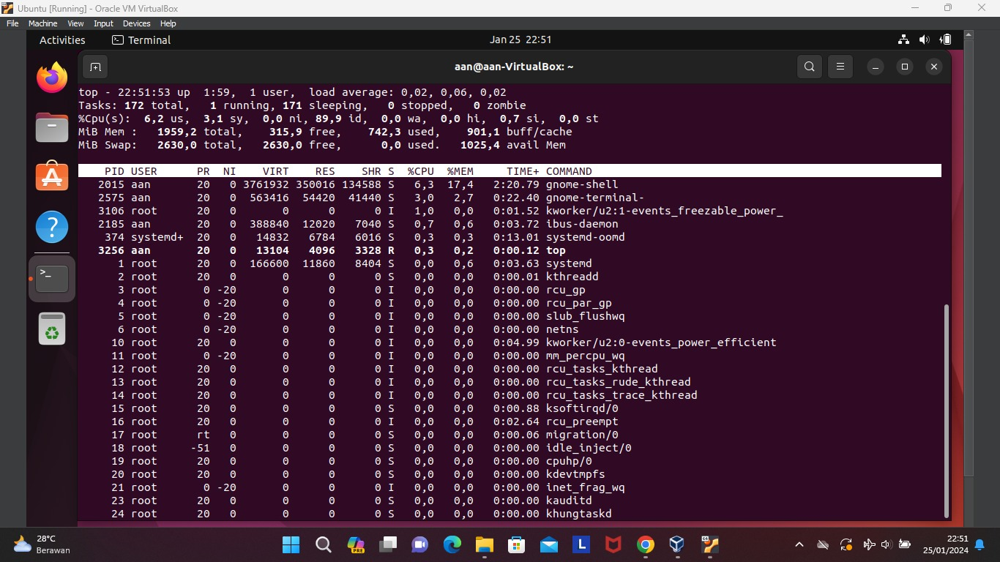 Ubuntu [Running] - Oracle VM VirtualBox
File Machine View Input Devices Help
Activities Terminal Jan 25 22:51
aan@aan-VirtualBox: ~
top - 22:51:53 up 1:59, 1 user, load average: 0,02, 0,06, 0,02
Tasks: 172 total, 1 running, 171 sleeping, 0 stopped, 0 zombie
%Cpu(s): 6,2 us, 3,1 sy, 0,0 ni, 89,9 id, 0,0 wa, 0,0 hi, 0,7 si, 0,0 st
MiB Mem : 1959,2 total, 315,9 free, 742,3 used, 901,1 buff/cache
MiB Swap: 2630,0 total, 2630,0 free, 0,0 used. 1025,4 avail Mem
PID USER PR NI VIRT RES SHR S %CPU %MEM TIME+ COMMAND
2015 aan 20 0 3761932 350016 134588 S 6,3 17,4 2:20.79 gnome-shell
2575 aan 20 0 563416 54420 41440 S 3,0 2,7 0:22.40 gnome-terminal-
3106 root 20 0 0 0 0 I 1,0 0,0 0:01.52 kworker/u2:1-events_freezable_power_
2185 aan 20 0 388840 12020 7040 S 0,7 0,6 0:03.72 ibus-daemon
374 systemd+ 20 0 14832 6784 6016 S 0,3 0,3 0:13.01 systemd-oomd
3256 aan 20 0 13104 4096 3328 R 0,3 0,2 0:00.12 top
1 root 20 0 166600 11860 8404 S 0,0 0,6 0:03.63 systemd
2 root 20 0 0 0 0 S 0,0 0,0 0:00.01 kthreadd
3 root 0 -20 0 0 0 I 0,0 0,0 0:00.00 rcu_gp
4 root 0 -20 0 0 0 I 0,0 0,0 0:00.00 rcu_par_gp
5 root 0 -20 0 0 0 I 0,0 0,0 0:00.00 slub_flushwq
6 root 0 -20 0 0 0 I 0,0 0,0 0:00.00 netns
10 root 20 0 0 0 0 I 0,0 0,0 0:04.99 kworker/u2:0-events_power_efficient
11 root 0 -20 0 0 0 I 0,0 0,0 0:00.00 mm_percpu_wq
12 root 20 0 0 0 0 I 0,0 0,0 0:00.00 rcu_tasks_kthread
13 root 20 0 0 0 0 I 0,0 0,0 0:00.00 rcu_tasks_rude_kthread
14 root 20 0 0 0 0 I 0,0 0,0 0:00.00 rcu_tasks_trace_kthread
15 root 20 0 0 0 0 S 0,0 0,0 0:00.88 ksoftirqd/0
16 root 20 0 0 0 0 I 0,0 0,0 0:02.64 rcu_preempt
17 root rt 0 0 0 0 S 0,0 0,0 0:00.06 migration/0
18 root -51 0 0 0 0 S 0,0 0,0 0:00.00 idle_inject/0
19 root 20 0 0 0 0 S 0,0 0,0 0:00.00 cpuhp/0
20 root 20 0 0 0 0 S 0,0 0,0 0:00.00 kdevtmpfs
21 root 0 -20 0 0 0 I 0,0 0,0 0:00.00 inet_frag_wq
23 root 20 0 0 0 0 S 0,0 0,0 0:00.00 kauditd
24 root 20 0 0 0 0 S 0,0 0,0 0:00.00 khungtaskd
28°C
Berawan
PRE
L
22:51
25/01/2024